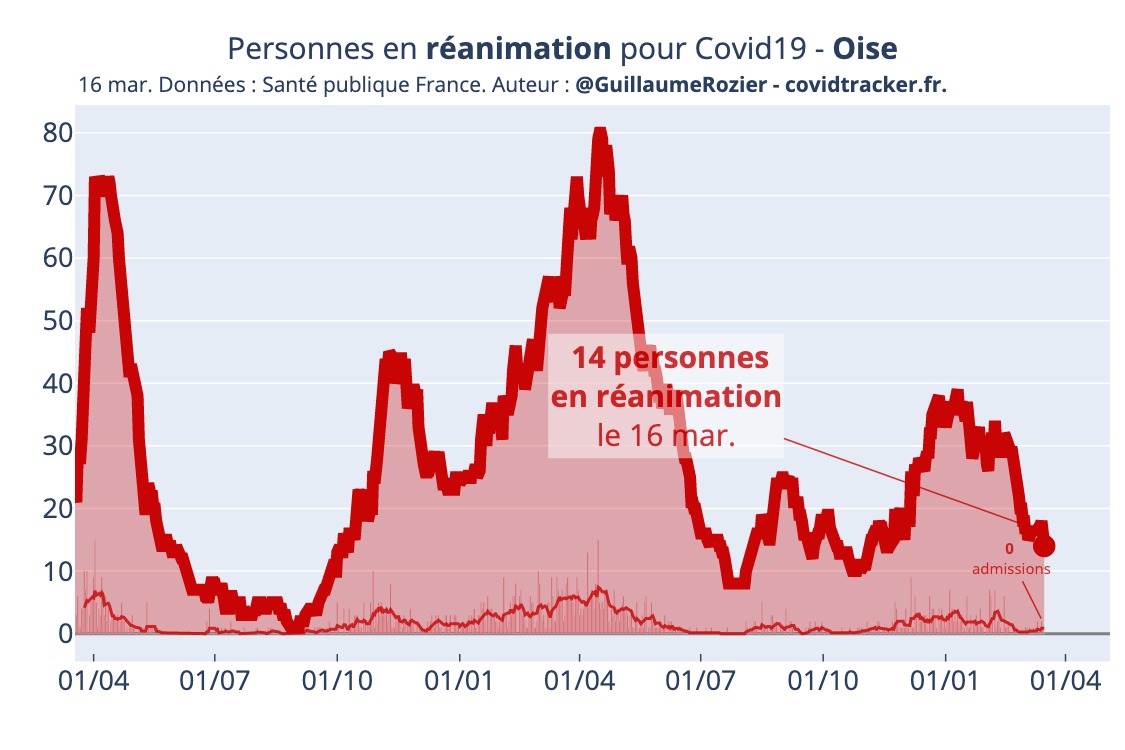 Personnes en réanimation pour Covid19 - Oise
16 mar. Données : Santé publique France. Auteur : @GuillaumeRozier - covidtracker.fr.
80
70
60
50
40
30
20
10
0
14 personnes
en réanimation
le 16 mar.
0
admissions
01/04 01/07 01/10 01/01 01/04 01/07 01/10 01/01 01/04